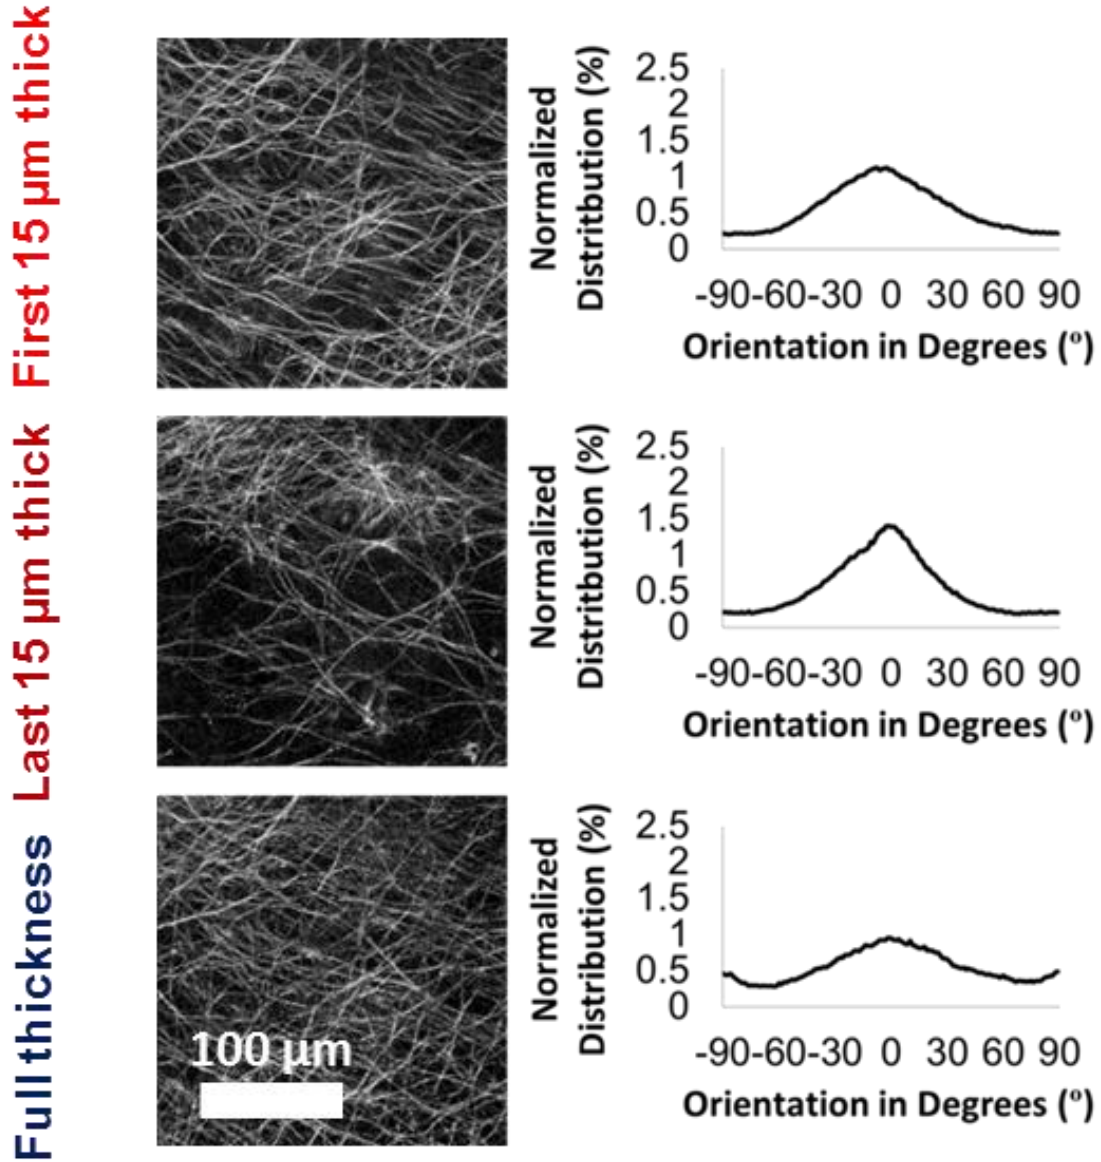 First 15 µm thick
Normalized
Distritbution (%)
2.5
2
1.5
1
0.5
0
-90-60-30 0 30 60 90
Orientation in Degrees (º)
Last 15 µm thick
Normalized
Distritbution (%)
2.5
2
1.5
1
0.5
0
-90-60-30 0 30 60 90
Orientation in Degrees (º)
Full thickness
100 µm
Normalized
Distribution (%)
2.5
2
1.5
1
0.5
0
-90-60-30 0 30 60 90
Orientation in Degrees (º)